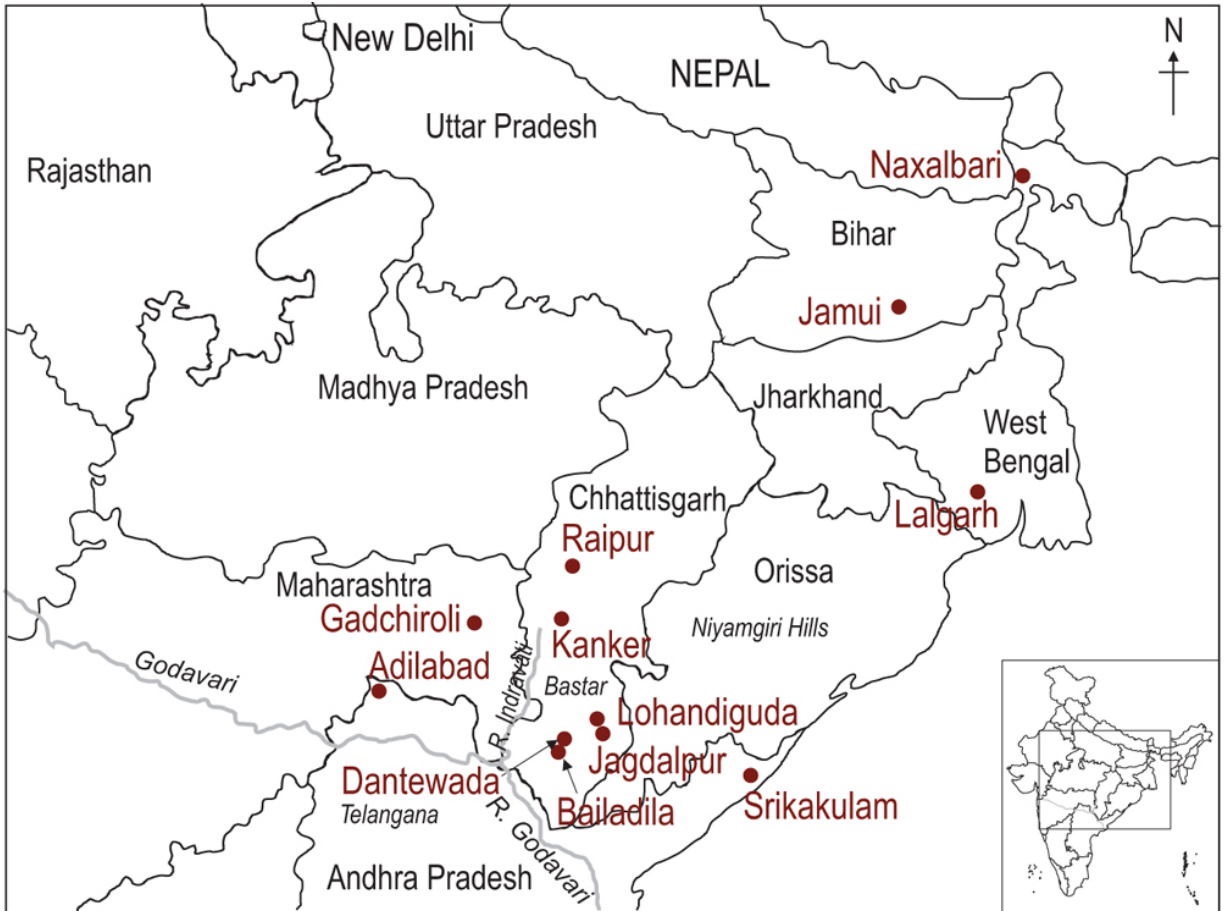 New Delhi
N
NEPAL
Uttar Pradesh
Rajasthan
Naxalbari
Bihar
Jamui
Madhya Pradesh
Jharkhand
West
Bengal
Chhattisgarh
Lalgarh
Raipur
Orissa
Maharashtra
Gadchiroli
Niyamgiri Hills
Kanker
Godavari
Adilabad
R. Indravati
Bastar
Lohandiguda
Jagdalpur
Dantewada
Bailadila
Srikakulam
Telangana
R. Godavari
Andhra Pradesh